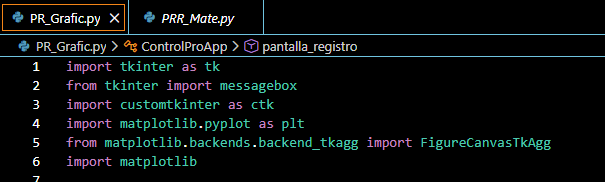 PR_Grafic.py × PRR_Mate.py
PR_Grafic.py > ControlProApp > pantalla_registro
1 import tkinter as tk
2 from tkinter import messagebox
3 import customtkinter as ctk
4 import matplotlib.pyplot as plt
5 from matplotlib.backends.backend_tkagg import FigureCanvasTkAgg
6 import matplotlib
7